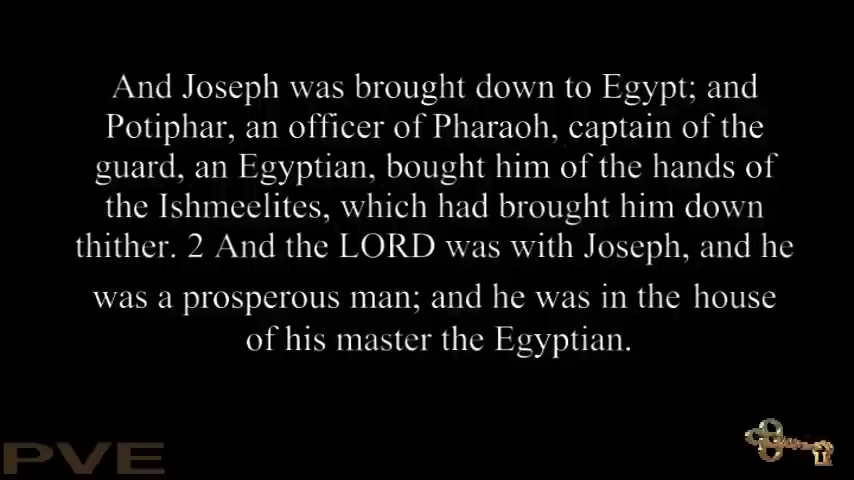 And Joseph was brought down to Egypt; and
Potiphar, an officer of Pharaoh, captain of the
guard, an Egyptian, bought him of the hands of
the Ishmeelites, which had brought him down
thither. 2 And the LORD was with Joseph, and he
was a prosperous man; and he was in the house
of his master the Egyptian.
PVE